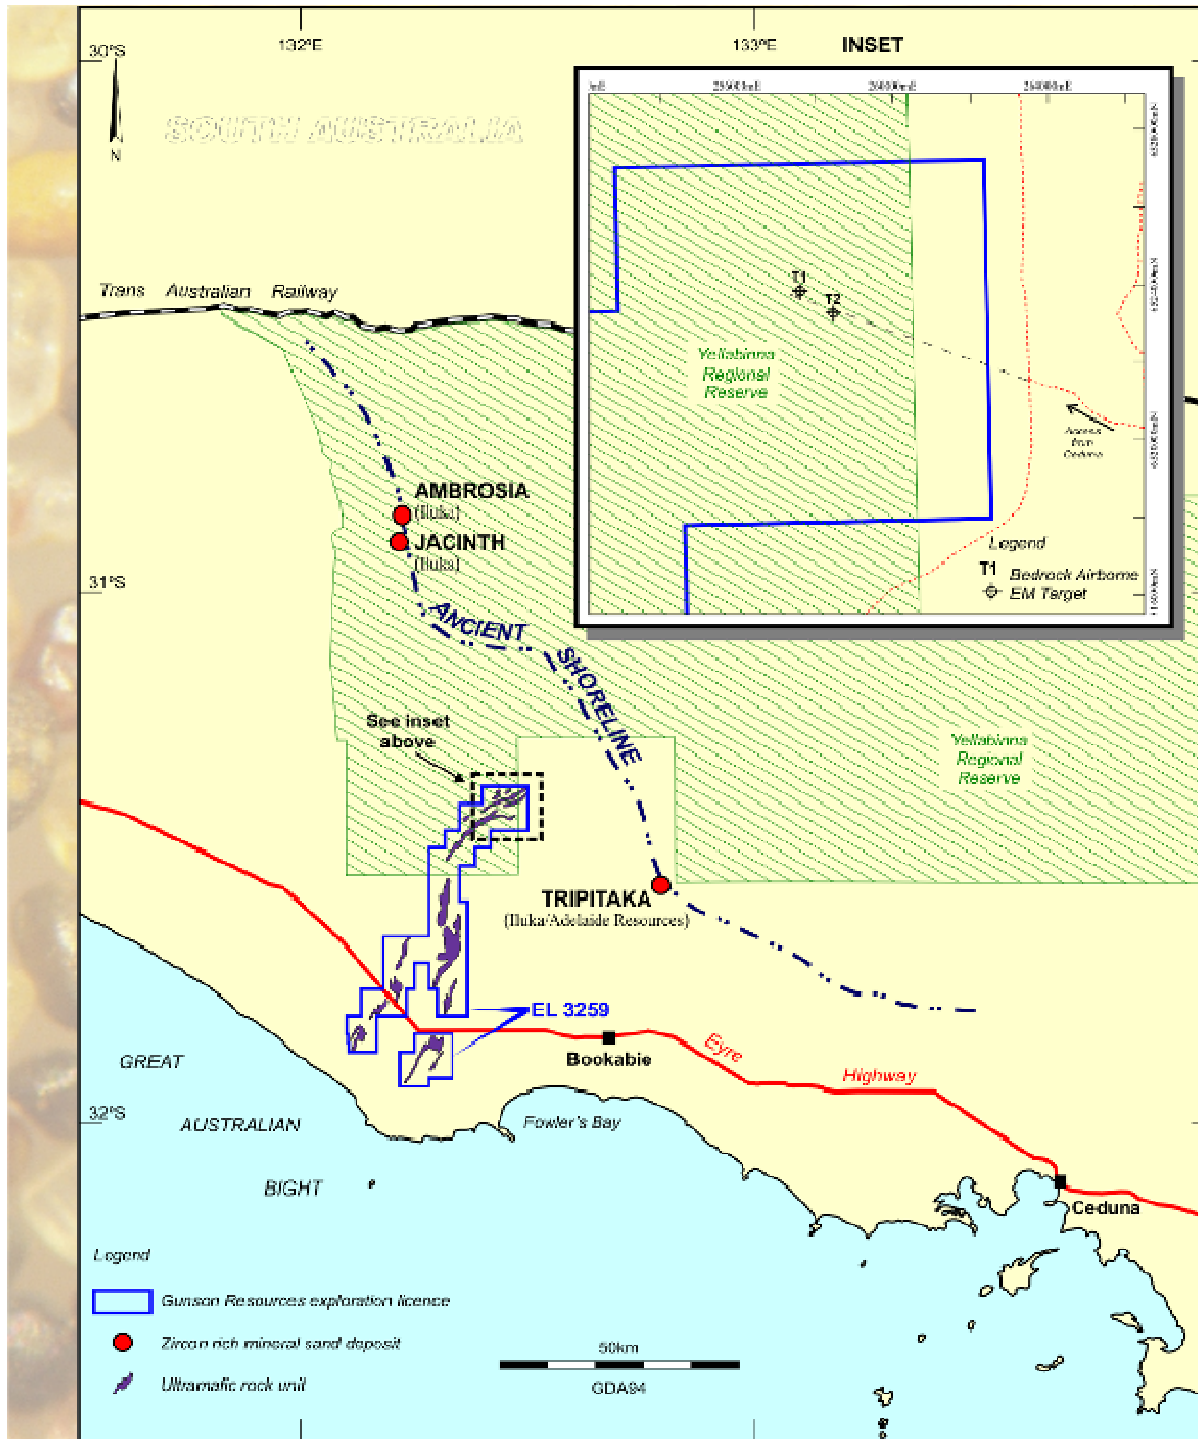 132°E
133°E
INSET
30°S
N
SOUTH AUSTRALIA
T1
T2
Trans Australian Railway
Yellabinna
Regional
Reserve
Access
from
Ceduna
AMBROSIA
(Iluka)
JACINTH
(Iluka)
Legend
T1 Bedrock Airborne
EM Target
31°S
ANCIENT SHORELINE
See inset
above
Yellabinna
Regional
Reserve
TRIPITAKA
(Iluka/Adelaide Resources)
EL 3259
Bookabie
Eyre Highway
GREAT
AUSTRALIAN
BIGHT
32°S
Fowler's Bay
Ceduna
Legend
Gunson Resources exploration licence
Zircon rich mineral sand deposit
Ultramafic rock unit
50km
GDA94